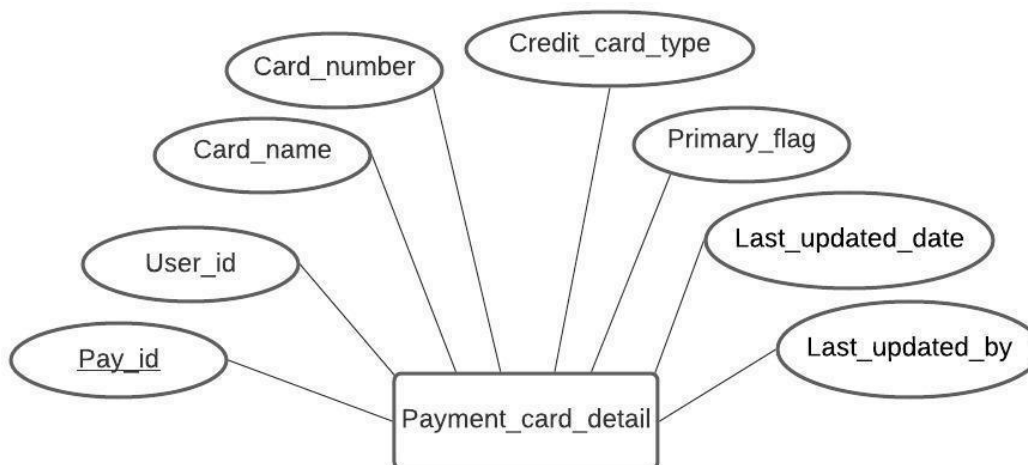 Credit_card_type
Card_number
Primary_flag
Card_name
Last_updated_date
User_id
Last_updated_by
Pay_id
Payment_card_detail